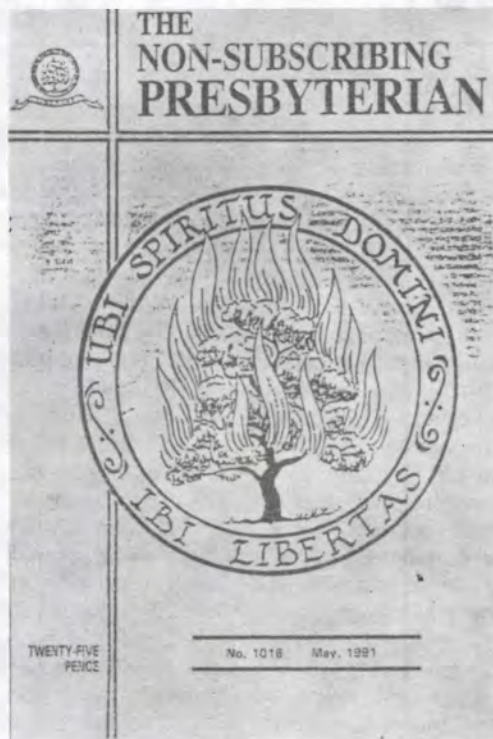 THE
NON-SUBSCRIBING
PRESBYTERIAN
UBI SPIRITUS DOMINI
IBI LIBERTAS
TWENTY-FIVE
PENCE
No. 1016 May, 1991